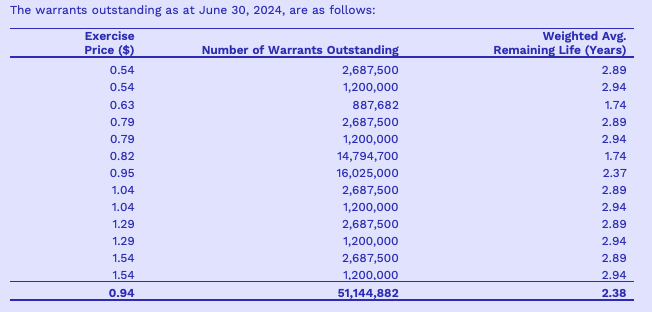 The warrants outstanding as at June 30, 2024, are as follows:
Exercise Weighted Avg.
Price ($) Number of Warrants Outstanding Remaining Life (Years)
0.54 2,687,500 2.89
0.54 1,200,000 2.94
0.63 887,682 1.74
0.79 2,687,500 2.89
0.79 1,200,000 2.94
0.82 14,794,700 1.74
0.95 16,025,000 2.37
1.04 2,687,500 2.89
1.04 1,200,000 2.94
1.29 2,687,500 2.89
1.29 1,200,000 2.94
1.54 2,687,500 2.89
1.54 1,200,000 2.94
0.94 51,144,882 2.38